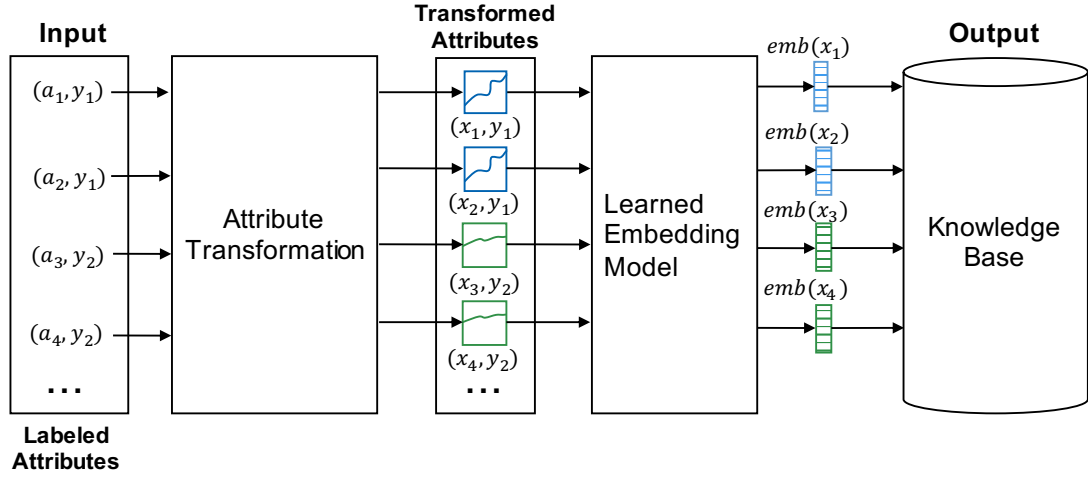 Input
(a₁, y₁)
(a₂, y₁)
(a₃, y₂)
(a₄, y₂)
...
Labeled
Attributes
Attribute
Transformation
Transformed
Attributes
(x₁, y₁)
(x₂, y₁)
(x₃, y₂)
(x₄, y₂)
...
Learned
Embedding
Model
emb(x₁)
emb(x₂)
emb(x₃)
emb(x₄)
Output
Knowledge
Base